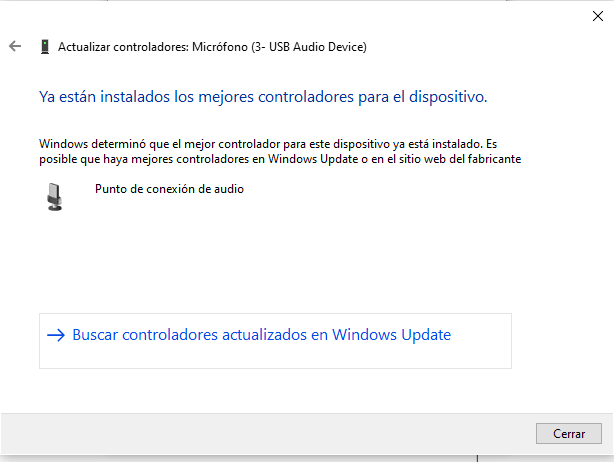 Actualizar controladores: Micrófono (3- USB Audio Device)
Ya están instalados los mejores controladores para el dispositivo.
Windows determinó que el mejor controlador para este dispositivo ya está instalado. Es
posible que haya mejores controladores en Windows Update o en el sitio web del fabricante
Punto de conexión de audio
Buscar controladores actualizados en Windows Update
Cerrar